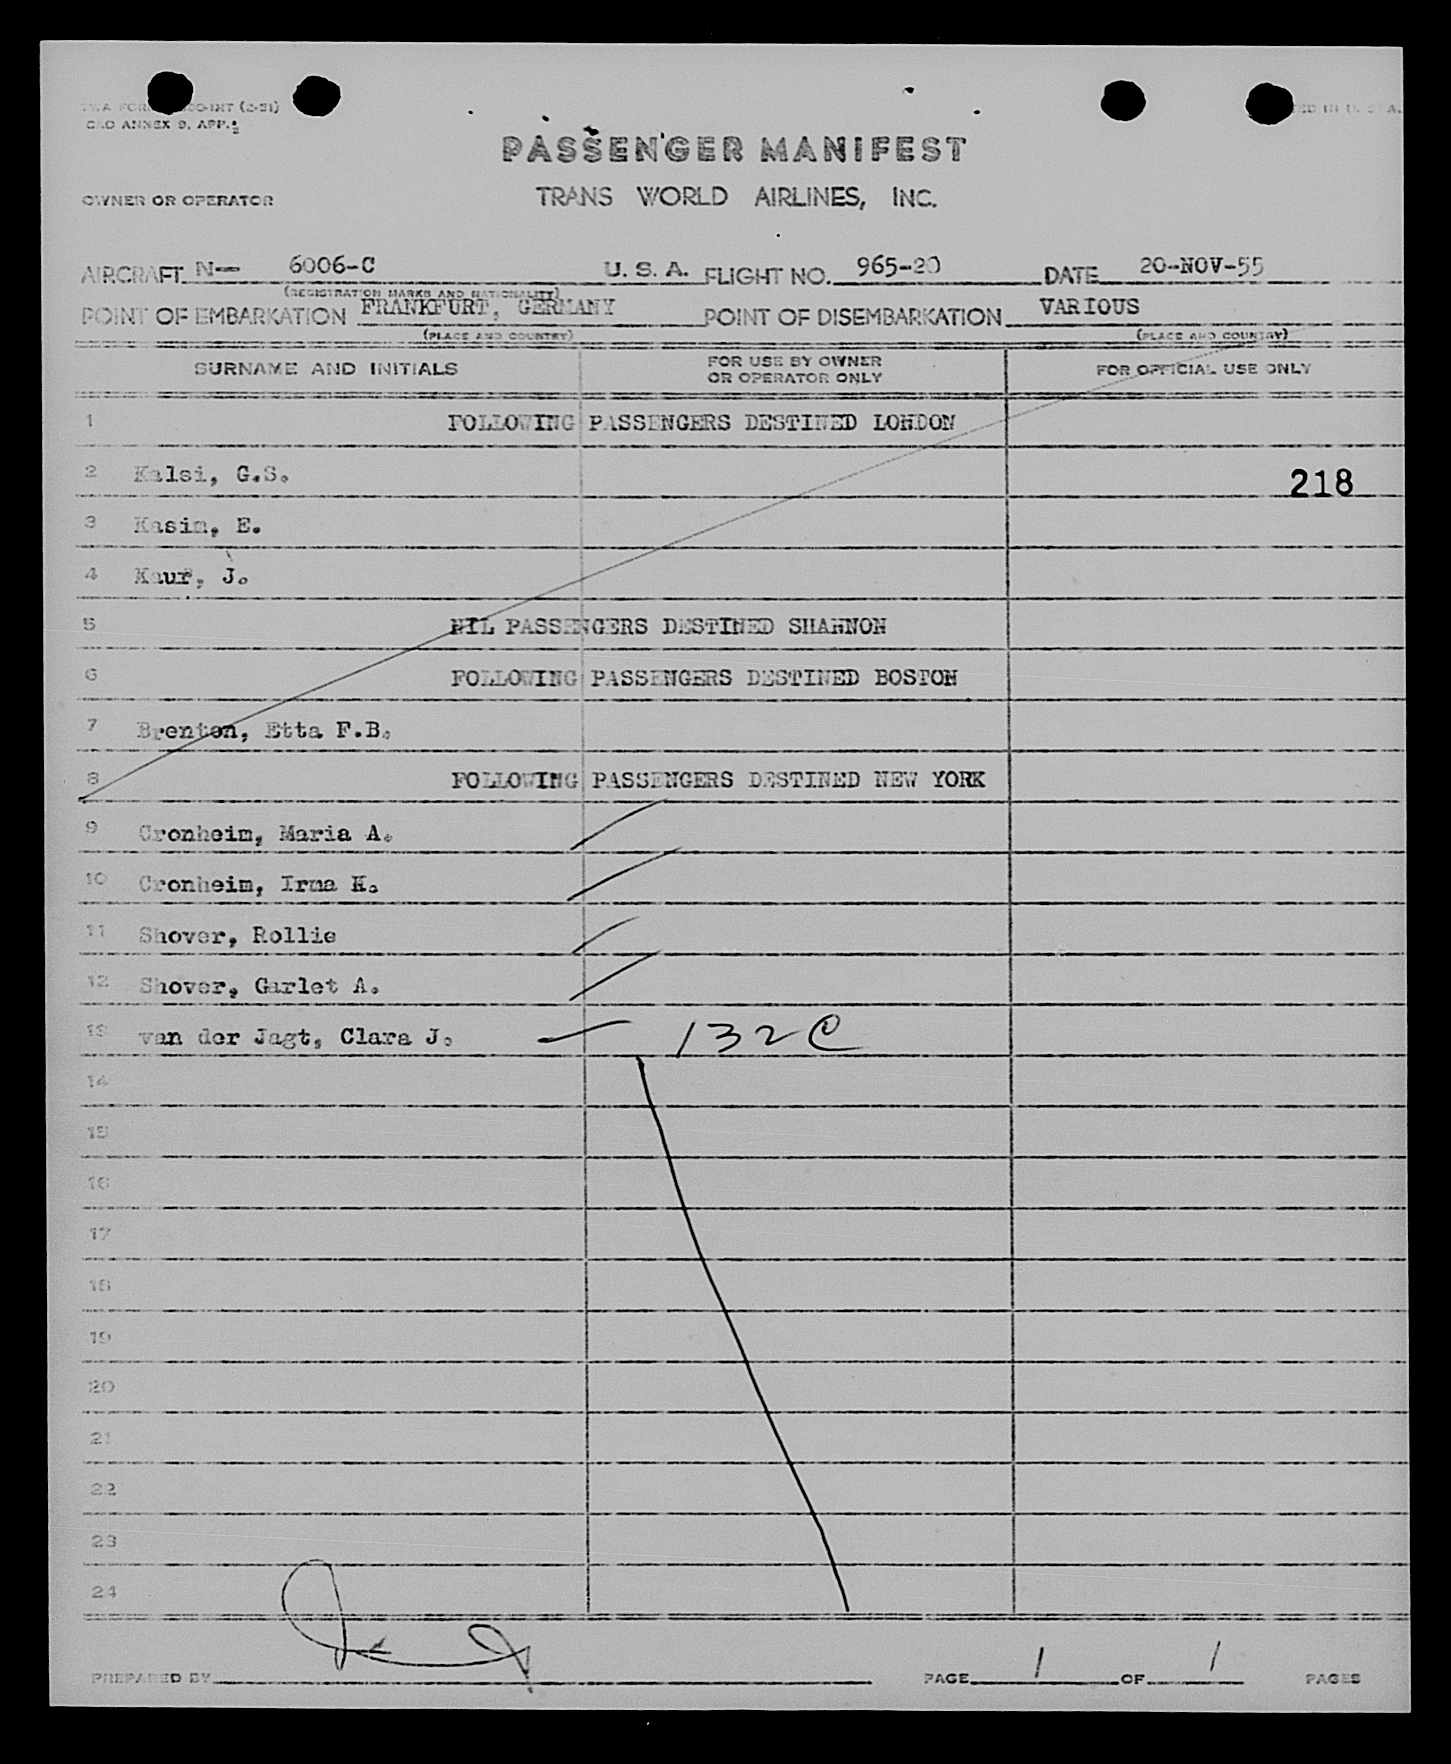 CAO ANNEX 9, APP.
PASSENGER MANIFEST
OWNER OR OPERATOR TRANS WORLD AIRLINES, INC.
AIRCRAFT N- 6006-C U. S. A. FLIGHT NO. 965-20 DATE 20-NOV-55
(REGISTRATION MARKS AND NATIONALITY)
POINT OF EMBARKATION FRANKFURT, GERMANY POINT OF DISEMBARKATION VARIOUS
(PLACE AND COUNTRY) (PLACE AND COUNTRY)
SURNAME AND INITIALS FOR USE BY OWNER OR OPERATOR ONLY FOR OFFICIAL USE ONLY
1 FOLLOWING PASSENGERS DESTINED LONDON
2 Kalsi, G.S. 218
3 Kasim, E.
4 Kaur, J.
5 NIL PASSENGERS DESTINED SHANNON
6 FOLLOWING PASSENGERS DESTINED BOSTON
7 Brenton, Etta F.B.
8 FOLLOWING PASSENGERS DESTINED NEW YORK
9 Cronheim, Maria A.
10 Cronheim, Irma H.
11 Shover, Rollie
12 Shover, Garlet A.
13 van der Jagt, Clara J. 132 C
14
15
16
17
18
19
20
21
22
23
24
PREPARED BY PAGE 1 OF 1 PAGES